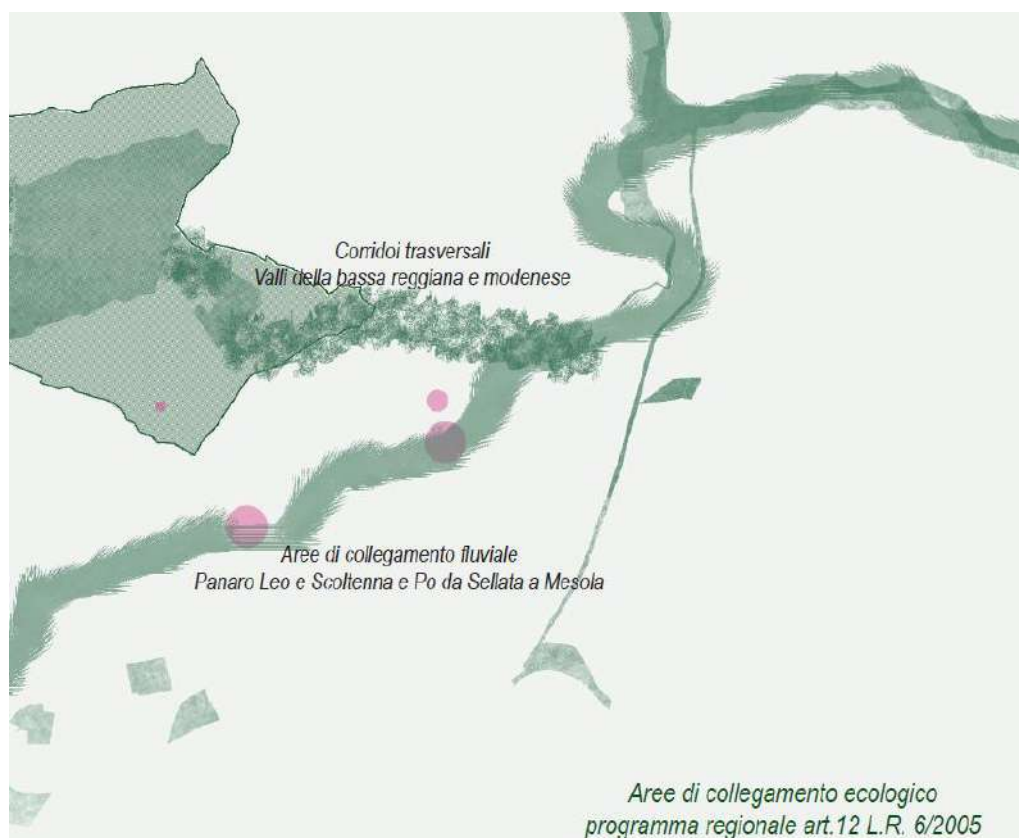 Corridoi trasversali
Valli della bassa reggiana e modenese
Aree di collegamento fluviale
Panaro Leo e Scoltenna e Po da Sellata a Mesola
Aree di collegamento ecologico
programma regionale art.12 L.R. 6/2005